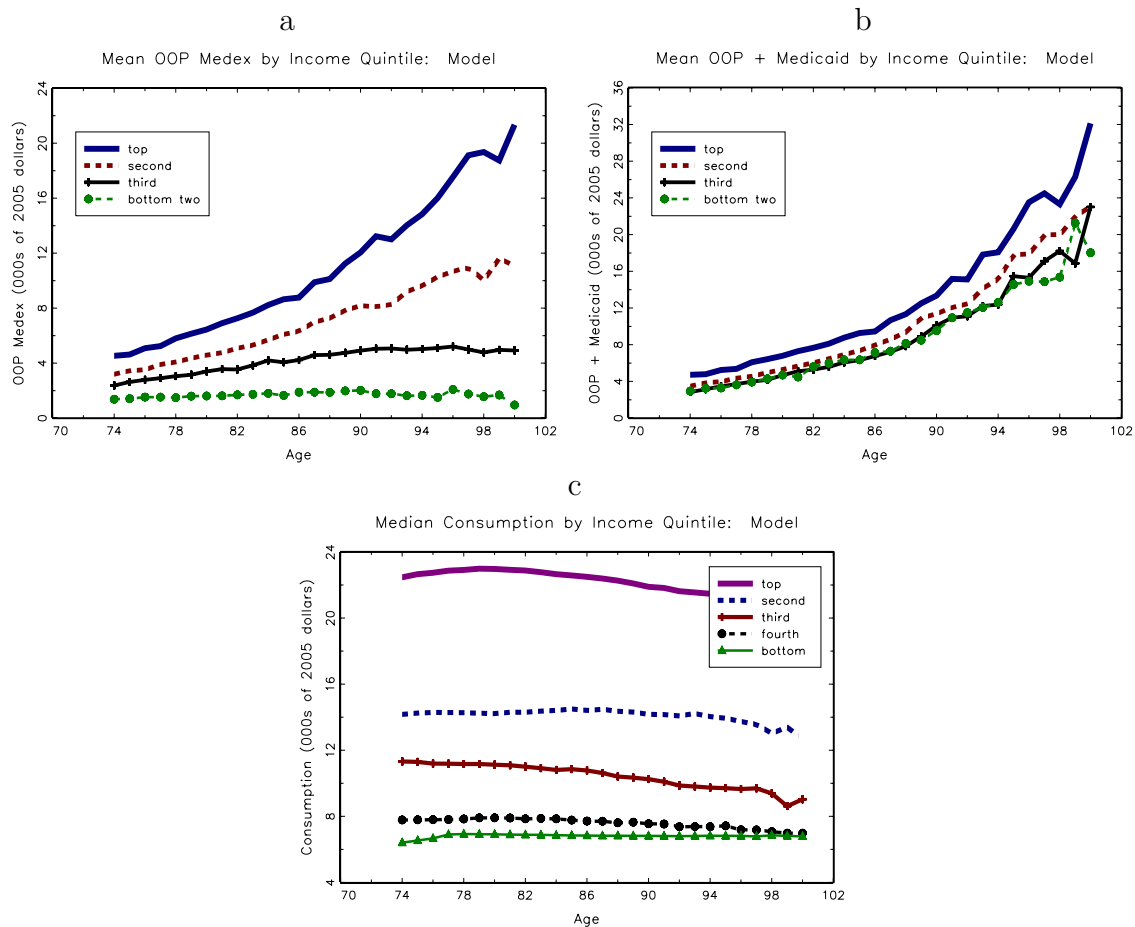 a
Mean OOP Medex by Income Quintile: Model
OOP Medex (000s of 2005 dollars)
24
20
16
12
8
4
0
top
second
third
bottom two
70 74 78 82 86 90 94 98 102
Age
b
Mean OOP + Medicaid by Income Quintile: Model
OOP + Medicaid (000s of 2005 dollars)
36
32
28
24
20
16
12
8
4
0
top
second
third
bottom two
70 74 78 82 86 90 94 98 102
Age
c
Median Consumption by Income Quintile: Model
Consumption (000s of 2005 dollars)
24
20
16
12
8
4
top
second
third
fourth
bottom
70 74 78 82 86 90 94 98 102
Age